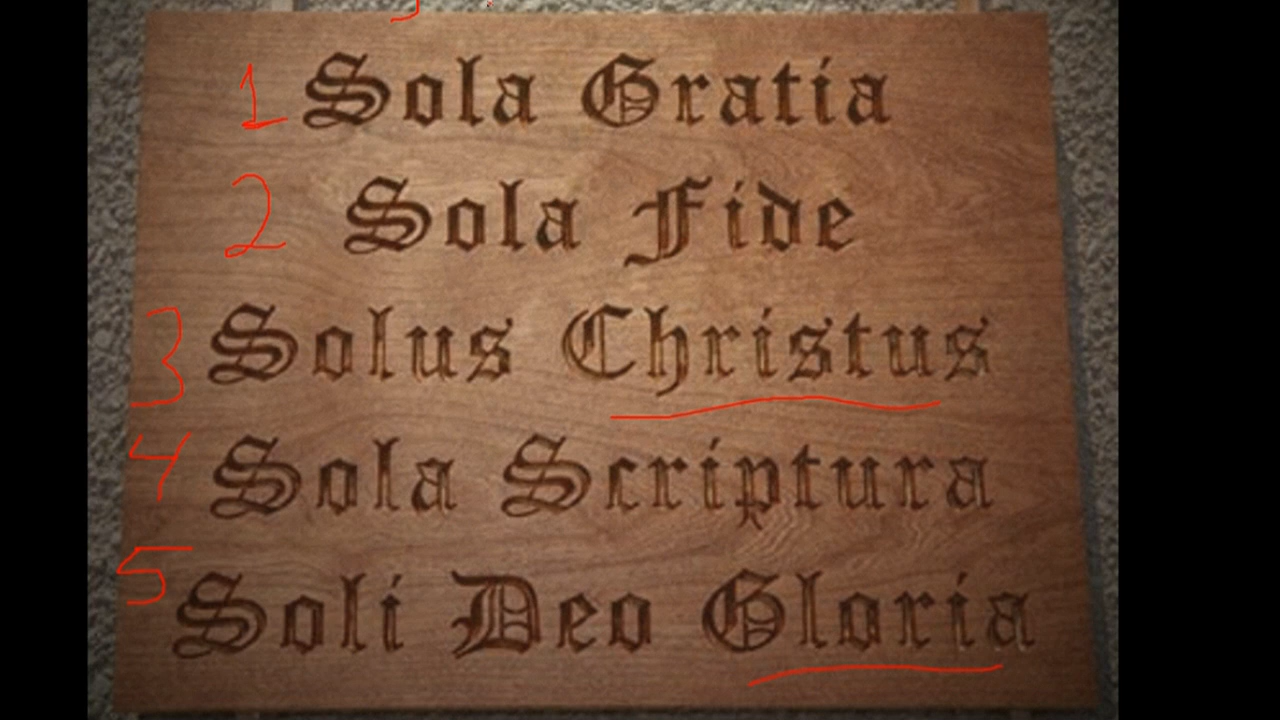 1 Sola Gratia
2 Sola Fide
3 Solus Christus
4 Sola Scriptura
5 Soli Deo Gloria